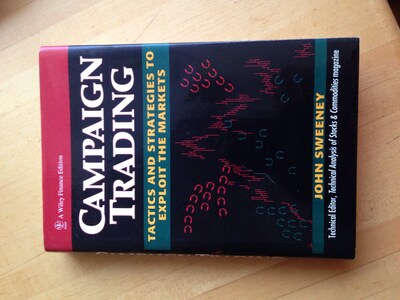 A Wiley Finance Edition
CAMPAIGN
TRADING
TACTICS AND STRATEGIES TO
EXPLOIT THE MARKETS
JOHN SWEENEY
Technical Editor, Technical Analysis of Stocks & Commodities magazine